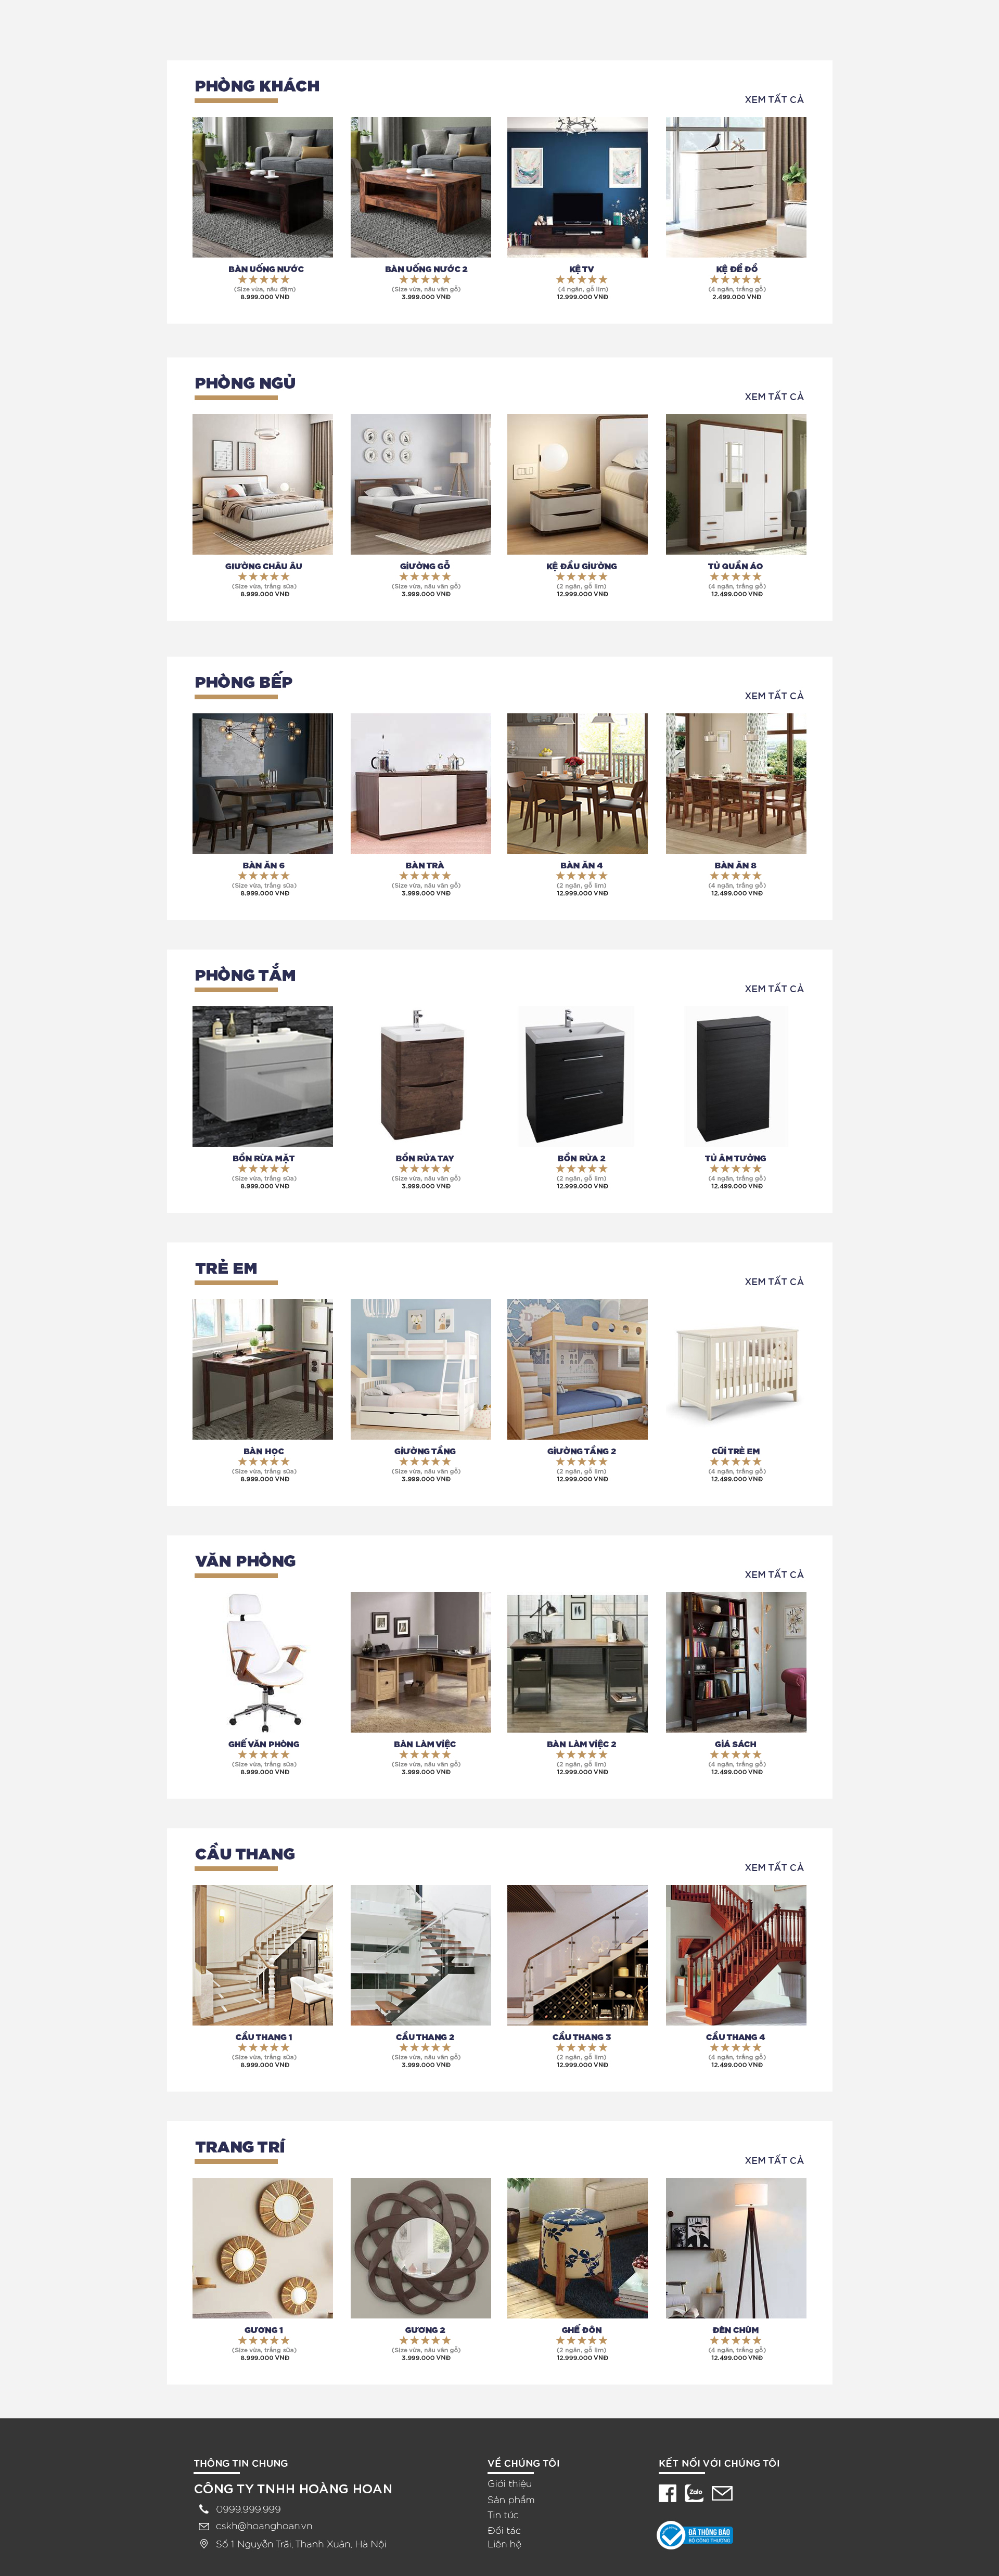 PHÒNG KHÁCH
XEM TẤT CẢ
BÀN UỐNG NƯỚC
(Size vừa, nâu đậm)
8.999.000 VNĐ
BÀN UỐNG NƯỚC 2
(Size vừa, nâu vân gỗ)
3.999.000 VNĐ
KỆ TV
(4 ngăn, gỗ lim)
12.999.000 VNĐ
KỆ ĐỂ ĐỒ
(4 ngăn, trắng gỗ)
2.499.000 VNĐ
PHÒNG NGỦ
XEM TẤT CẢ
GIƯỜNG CHÂU ÂU
(Size vừa, trắng sữa)
8.999.000 VNĐ
GIƯỜNG GỖ
(Size vừa, nâu vân gỗ)
3.999.000 VNĐ
KỆ ĐẦU GIƯỜNG
(2 ngăn, gỗ lim)
12.999.000 VNĐ
TỦ QUẦN ÁO
(4 ngăn, trắng gỗ)
12.499.000 VNĐ
PHÒNG BẾP
XEM TẤT CẢ
BÀN ĂN 6
(Size vừa, trắng sữa)
8.999.000 VNĐ
BÀN TRÀ
(Size vừa, nâu vân gỗ)
3.999.000 VNĐ
BÀN ĂN 4
(2 ngăn, gỗ lim)
12.999.000 VNĐ
BÀN ĂN 8
(4 ngăn, trắng gỗ)
12.499.000 VNĐ
PHÒNG TẮM
XEM TẤT CẢ
BỒN RỪA MẶT
(Size vừa, trắng sữa)
8.999.000 VNĐ
BỒN RỬA TAY
(Size vừa, nâu vân gỗ)
3.999.000 VNĐ
BỒN RỬA 2
(2 ngăn, gỗ lim)
12.999.000 VNĐ
TỦ ÂM TƯỜNG
(4 ngăn, trắng gỗ)
12.499.000 VNĐ
TRẺ EM
XEM TẤT CẢ
BÀN HỌC
(Size vừa, trắng sữa)
8.999.000 VNĐ
GIƯỜNG TẦNG
(Size vừa, nâu vân gỗ)
3.999.000 VNĐ
GIƯỜNG TẦNG 2
(2 ngăn, gỗ lim)
12.999.000 VNĐ
CŨI TRẺ EM
(4 ngăn, trắng gỗ)
12.499.000 VNĐ
VĂN PHÒNG
XEM TẤT CẢ
GHẾ VĂN PHÒNG
(Size vừa, trắng sữa)
8.999.000 VNĐ
BÀN LÀM VIỆC
(Size vừa, nâu vân gỗ)
3.999.000 VNĐ
BÀN LÀM VIỆC 2
(2 ngăn, gỗ lim)
12.999.000 VNĐ
GIÁ SÁCH
(4 ngăn, trắng gỗ)
12.499.000 VNĐ
CẦU THANG
XEM TẤT CẢ
CẦU THANG 1
(Size vừa, trắng sữa)
8.999.000 VNĐ
CẦU THANG 2
(Size vừa, nâu vân gỗ)
3.999.000 VNĐ
CẦU THANG 3
(2 ngăn, gỗ lim)
12.999.000 VNĐ
CẦU THANG 4
(4 ngăn, trắng gỗ)
12.499.000 VNĐ
TRANG TRÍ
XEM TẤT CẢ
GƯƠNG 1
(Size vừa, trắng sữa)
8.999.000 VNĐ
GƯƠNG 2
(Size vừa, nâu vân gỗ)
3.999.000 VNĐ
GHẾ ĐÔN
(2 ngăn, gỗ lim)
12.999.000 VNĐ
ĐÈN CHÙM
(4 ngăn, trắng gỗ)
12.499.000 VNĐ
THÔNG TIN CHUNG
CÔNG TY TNHH HOÀNG HOAN
0999.999.999
cskh@hoanghoan.vn
Số 1 Nguyễn Trãi, Thanh Xuân, Hà Nội
VỀ CHÚNG TÔI
Giới thiệu
Sản phẩm
Tin túc
Đối tác
Liên hệ
KẾT NỐI VỚI CHÚNG TÔI
Zalo
ĐÃ THÔNG BÁO
BỘ CÔNG THƯƠNG